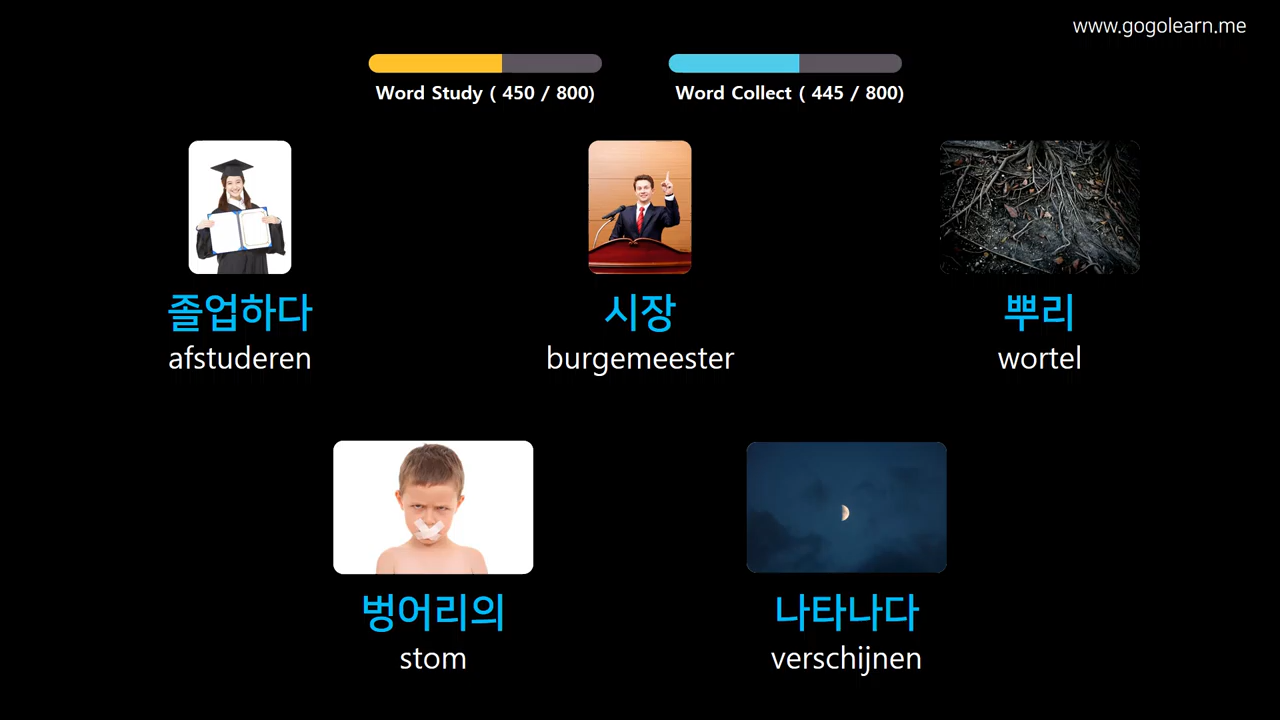 www.gogolearn.me
Word Study ( 450 / 800)
Word Collect ( 445 / 800)
졸업하다
afstuderen
시장
burgemeester
뿌리
wortel
벙어리의
stom
나타나다
verschijnen